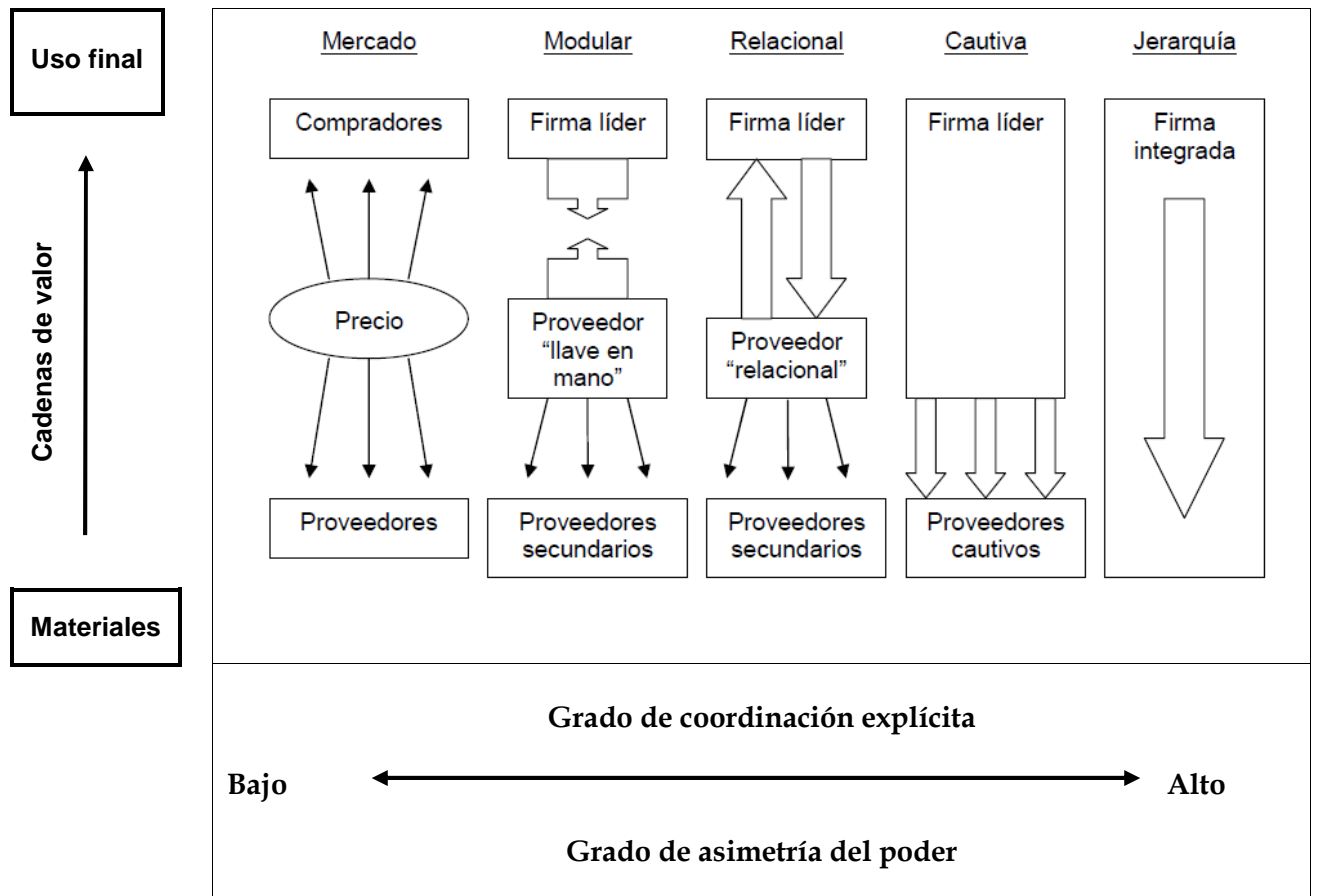 Uso final
Cadenas de valor
Materiales
Mercado
Modular
Relacional
Cautiva
Jerarquía
Compradores
Firma líder
Firma líder
Firma líder
Firma
integrada
Precio
Proveedor
“llave en
mano”
Proveedor
“relacional”
Proveedores
Proveedores
secundarios
Proveedores
secundarios
Proveedores
cautivos
Grado de coordinación explícita
Bajo
Alto
Grado de asimetría del poder